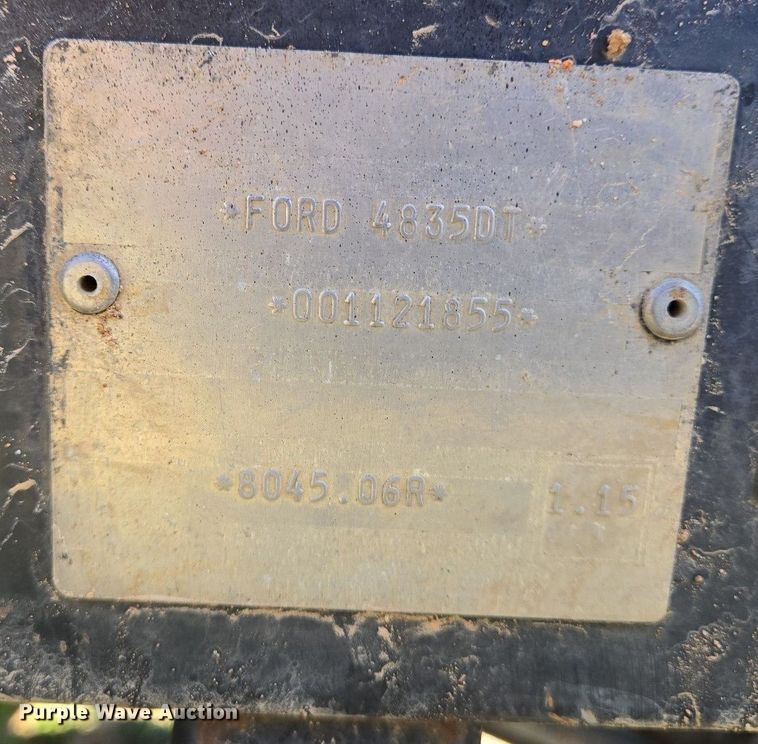 *FORD 4835DT*
*001121855*
*8045.06R*
1.15
Purple Wave Auction